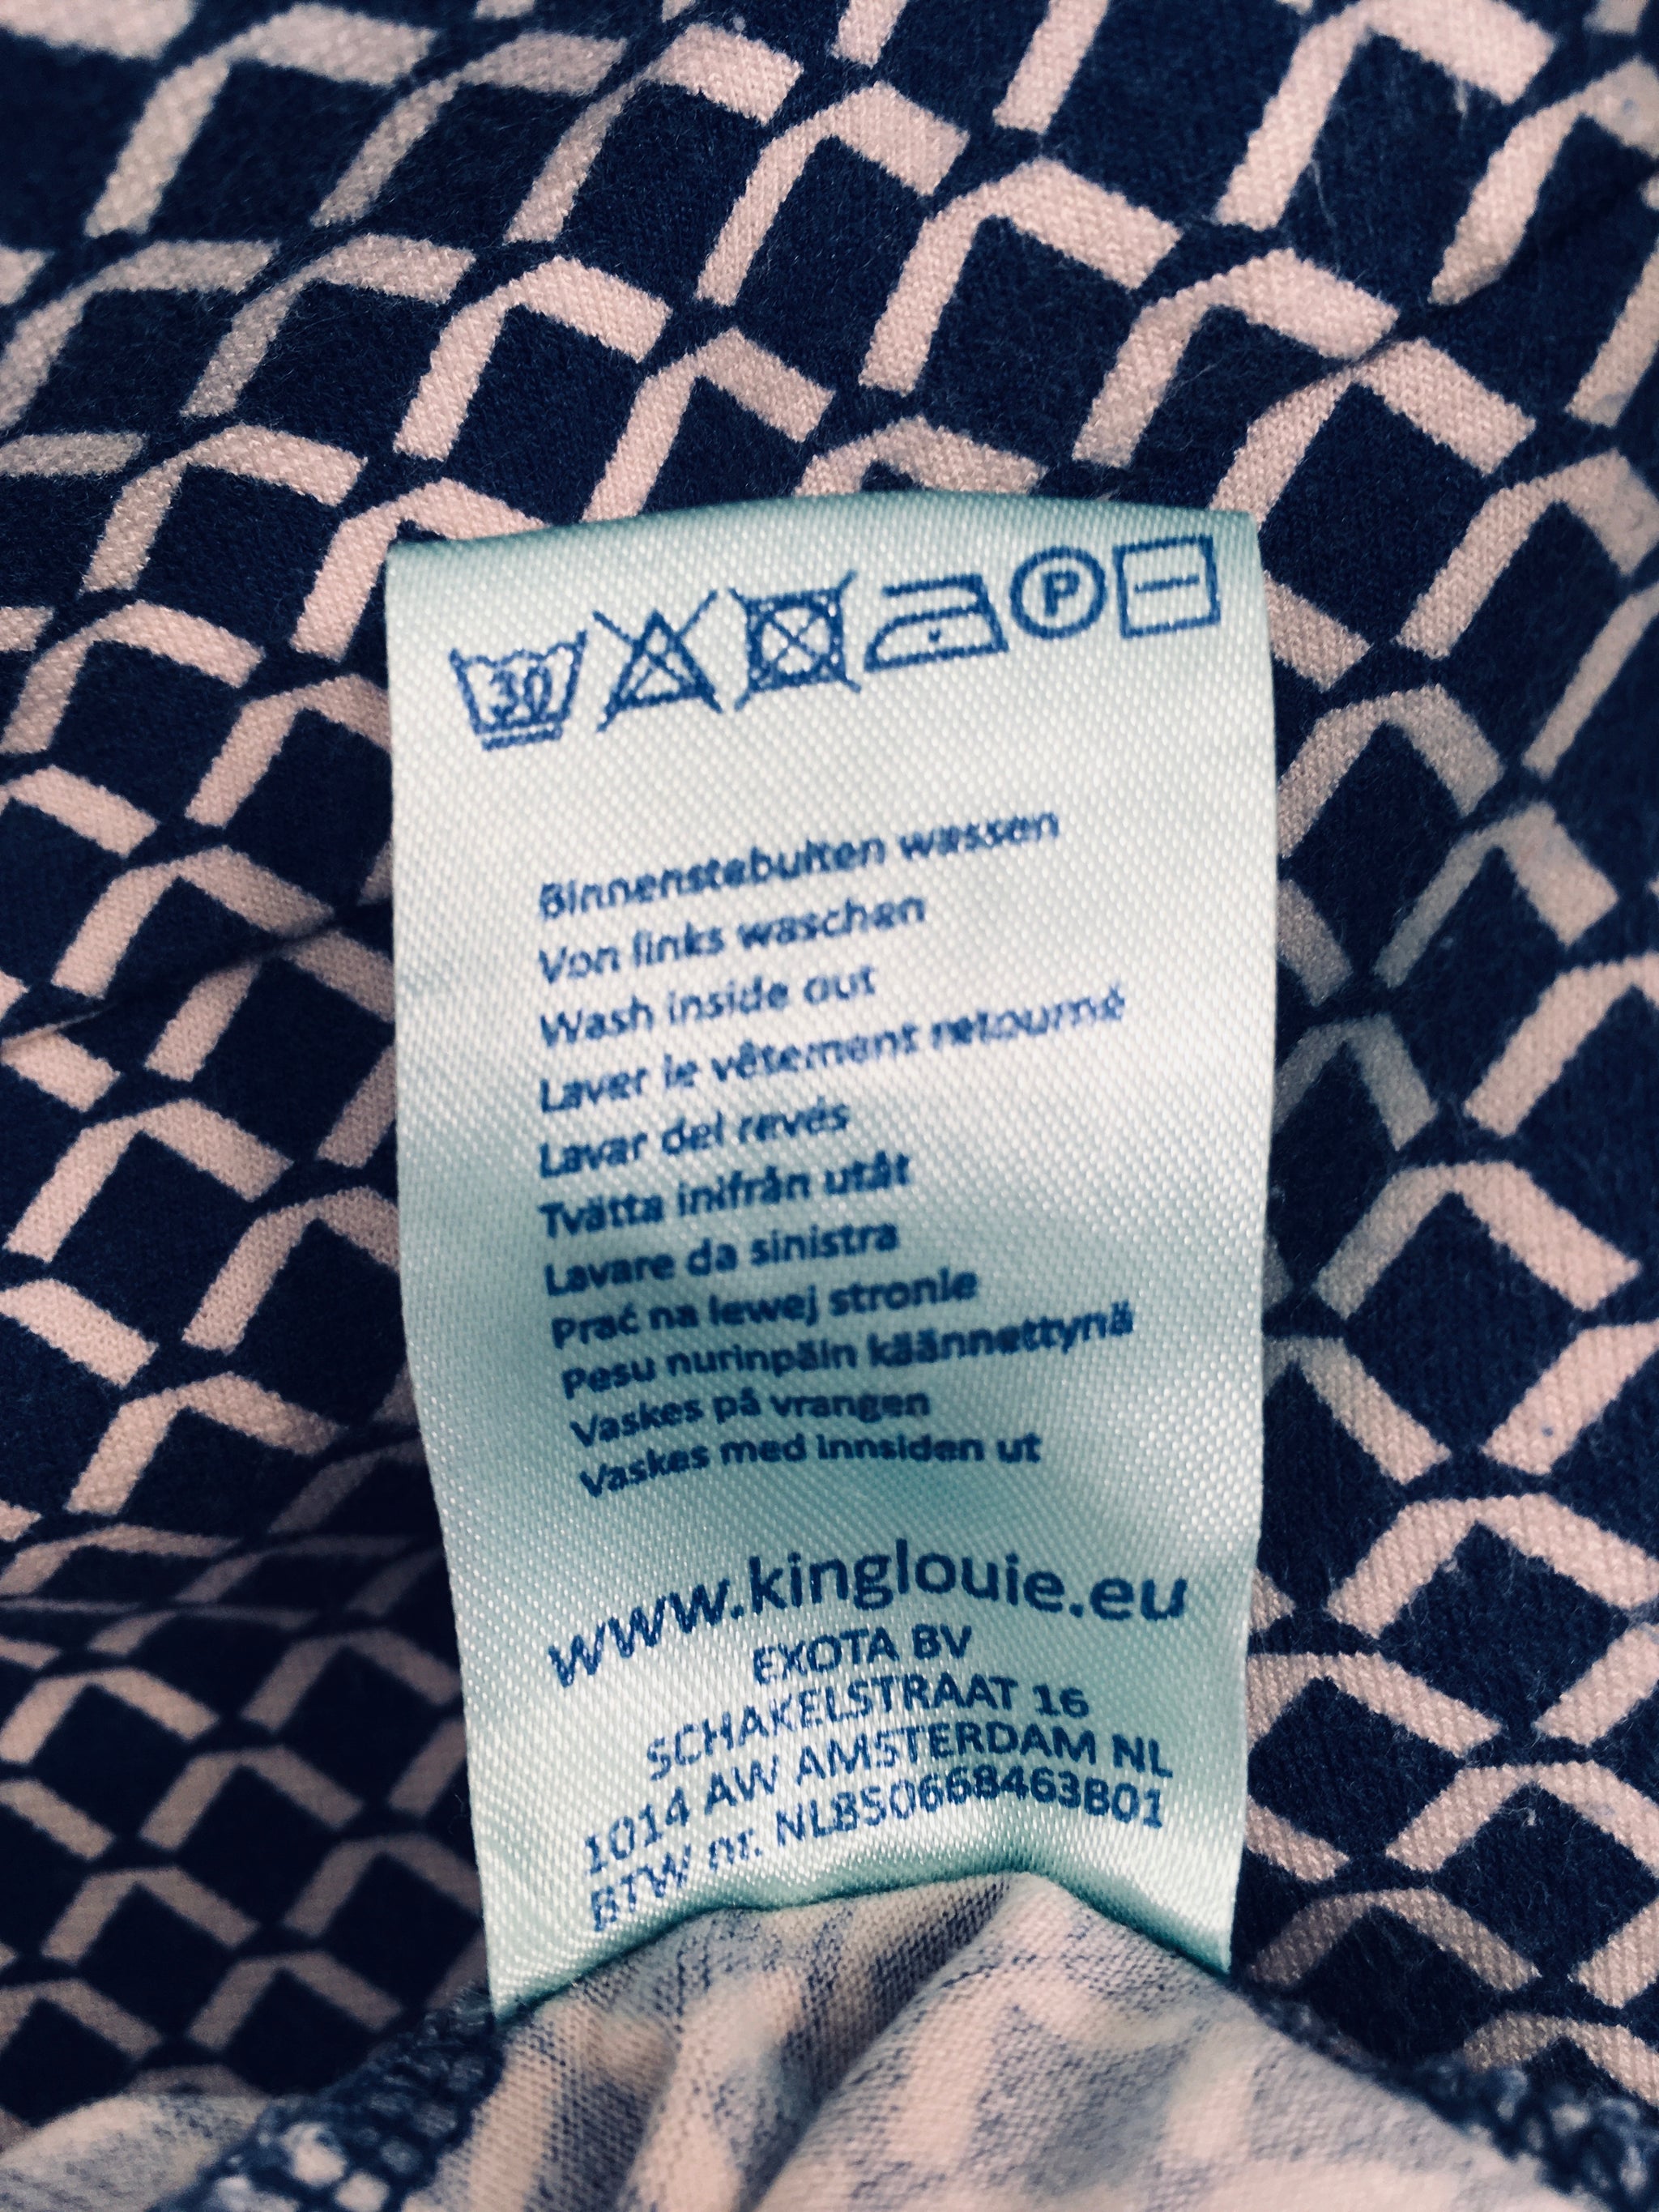 30 P
Binnenstebuiten wassen
Von links waschen
Wash inside out
Laver le vêtement retourné
Lavar del revés
Tvätta inifrån utåt
Lavare da sinistra
Prać na lewej stronie
Pesu nurinpäin käännettynä
Vaskes på vrangen
Vaskes med innsiden ut
www.kinglouie.eu
EXOTA BV
SCHAKELSTRAAT 16
1014 AW AMSTERDAM NL
BTW nr. NL850668463B01